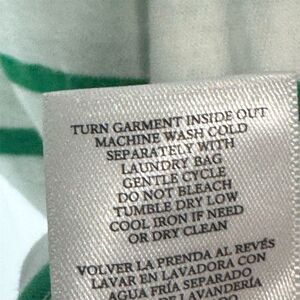 TURN GARMENT INSIDE OUT
MACHINE WASH COLD
SEPARATELY WITH
LAUNDRY BAG
GENTLE CYCLE
DO NOT BLEACH
TUMBLE DRY LOW
COOL IRON IF NEED
OR DRY CLEAN
VOLVER LA PRENDA AL REVÉS
LAVAR EN LAVADORA CON
AGUA FRÍA SEPARADO
DE LAVANDERÍA